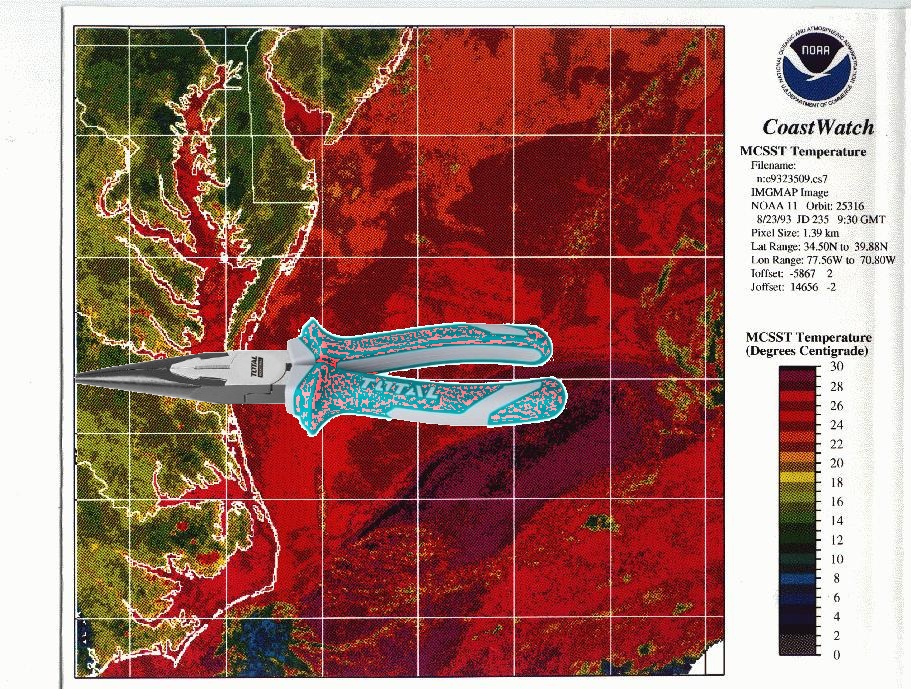 NOAA
NATIONAL OCEANIC AND ATMOSPHERIC ADMINISTRATION
U.S. DEPARTMENT OF COMMERCE
CoastWatch
MCSST Temperature
Filename:
n:c9323509.cs7
IMGMAP Image
NOAA 11 Orbit: 25316
8/23/93 JD 235 9:30 GMT
Pixel Size: 1.39 km
Lat Range: 34.50N to 39.88N
Lon Range: 77.56W to 70.80W
Ioffset: -5867 2
Joffset: 14656 -2
TOTAL
MCSST Temperature
(Degrees Centigrade)
30
28
26
24
22
20
18
16
14
12
10
8
6
4
2
0